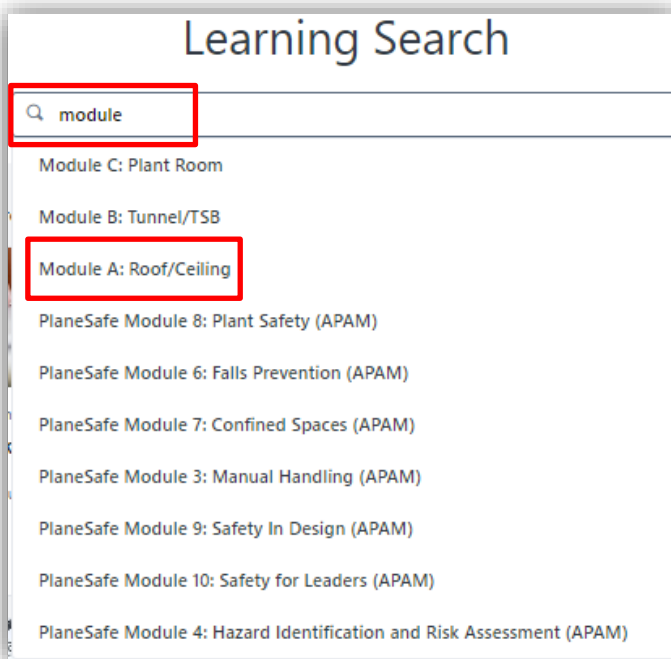 Learning Search
module
Module C: Plant Room
Module B: Tunnel/TSB
Module A: Roof/Ceiling
PlaneSafe Module 8: Plant Safety (APAM)
PlaneSafe Module 6: Falls Prevention (APAM)
PlaneSafe Module 7: Confined Spaces (APAM)
PlaneSafe Module 3: Manual Handling (APAM)
PlaneSafe Module 9: Safety In Design (APAM)
PlaneSafe Module 10: Safety for Leaders (APAM)
PlaneSafe Module 4: Hazard Identification and Risk Assessment (APAM)